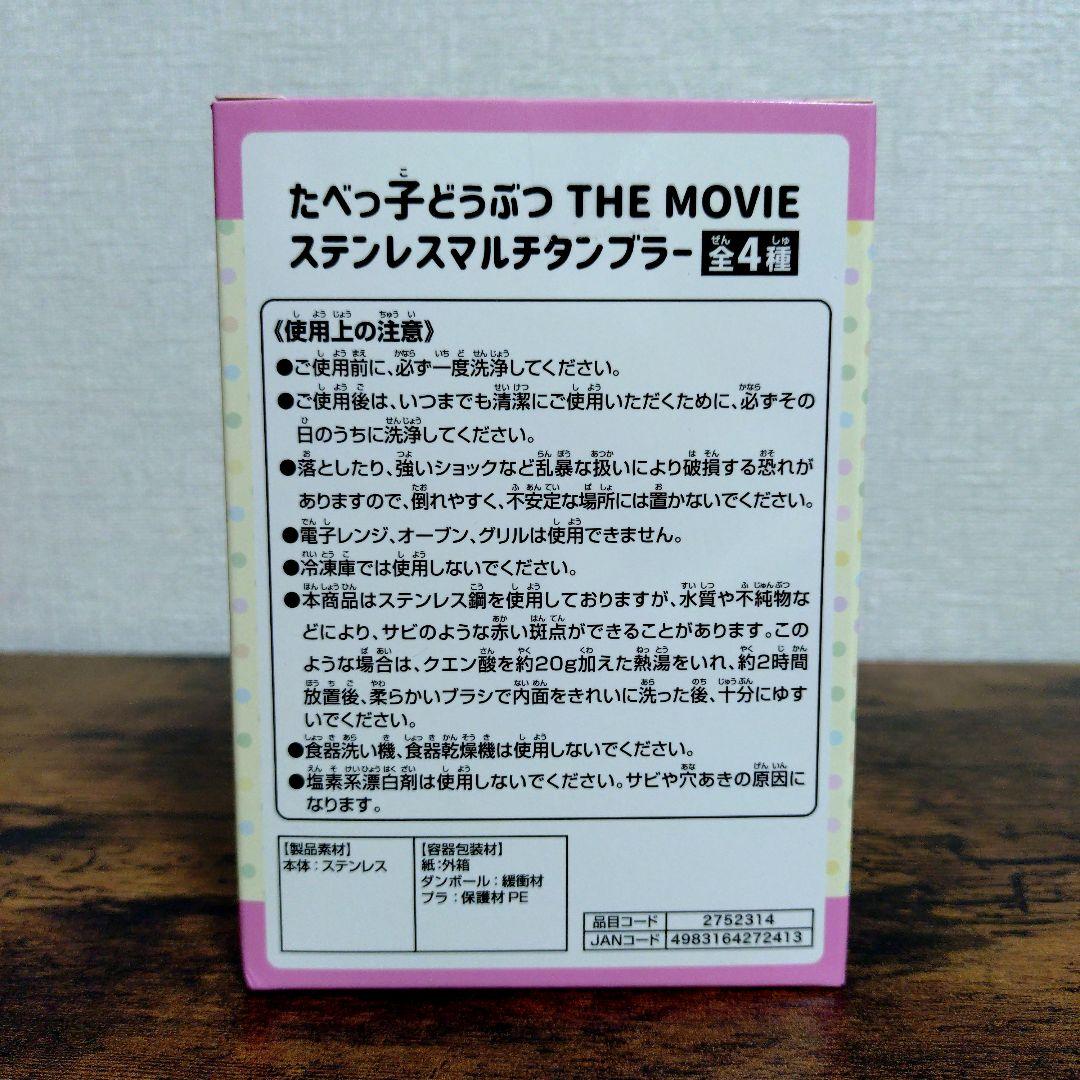 たべっ子どうぶつ THE MOVIE
ステンレスマルチタンブラー 全4種
《使用上の注意》
●ご使用前に、必ず一度洗浄してください。
●ご使用後は、いつまでも清潔にご使用いただくために、必ずその
日のうちに洗浄してください。
●落としたり、強いショックなど乱暴な扱いにより破損する恐れが
ありますので、倒れやすく、不安定な場所には置かないでください。
●電子レンジ、オーブン、グリルは使用できません。
●冷凍庫では使用しないでください。
●本商品はステンレス鋼を使用しておりますが、水質や不純物な
どにより、サビのような赤い斑点ができることがあります。この
ような場合は、クエン酸を約20g加えた熱湯をいれ、約2時間
放置後、柔らかいブラシで内面をきれいに洗った後、十分にゆす
いでください。
●食器洗い機、食器乾燥機は使用しないでください。
●塩素系漂白剤は使用しないでください。サビや穴あきの原因に
なります。
【製品素材】
本体：ステンレス
【容器包装材】
紙：外箱
ダンボール：緩衝材
プラ：保護材 PE
品目コード 2752314
JANコード 4983164272413